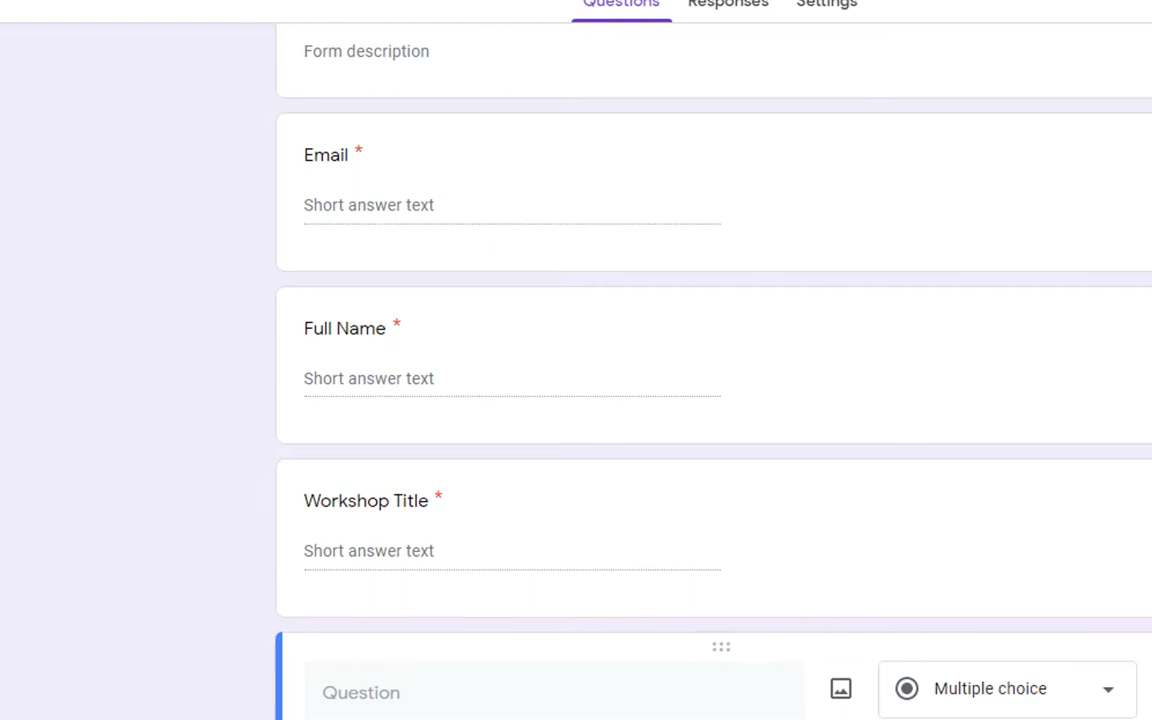 Questions Responses Settings
Form description
Email *
Short answer text
Full Name *
Short answer text
Workshop Title *
Short answer text
Question
Multiple choice